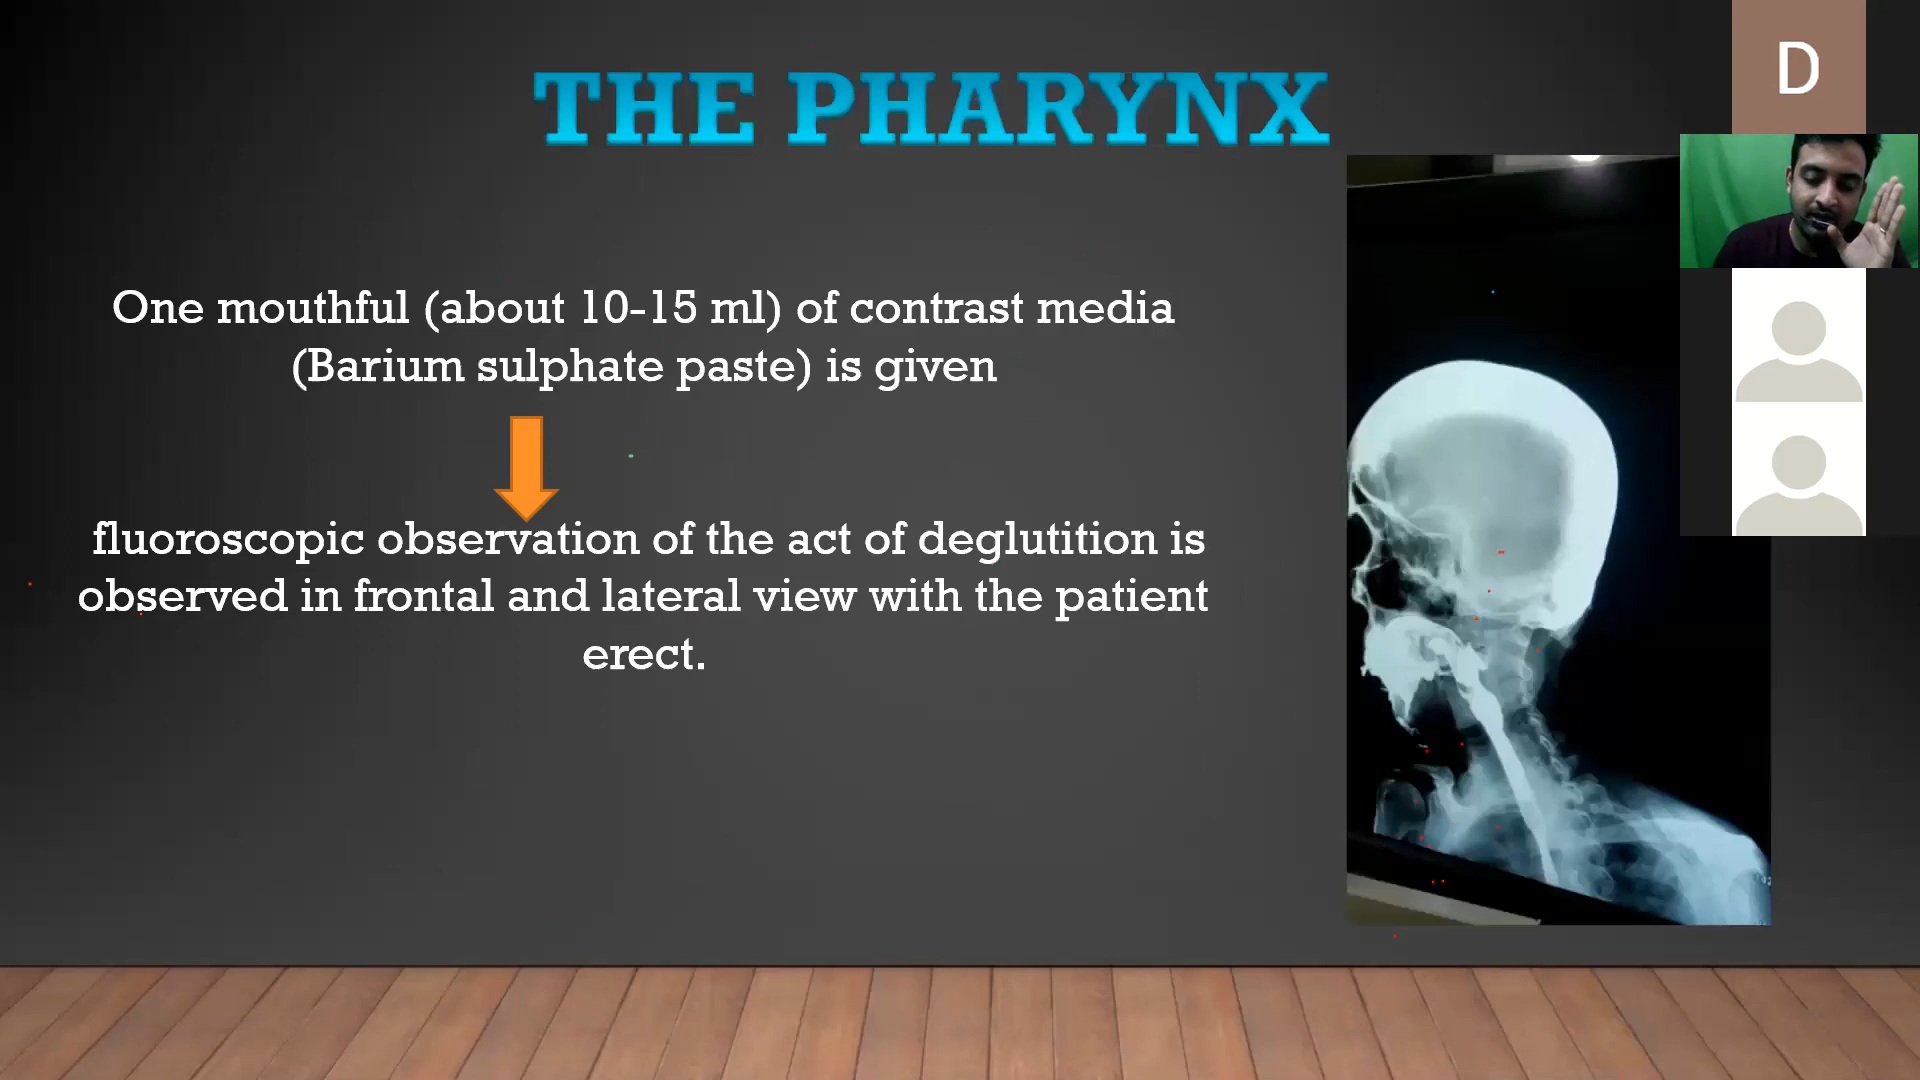 THE PHARYNX
D
One mouthful (about 10-15 ml) of contrast media
(Barium sulphate paste) is given
fluoroscopic observation of the act of deglutition is
observed in frontal and lateral view with the patient
erect.